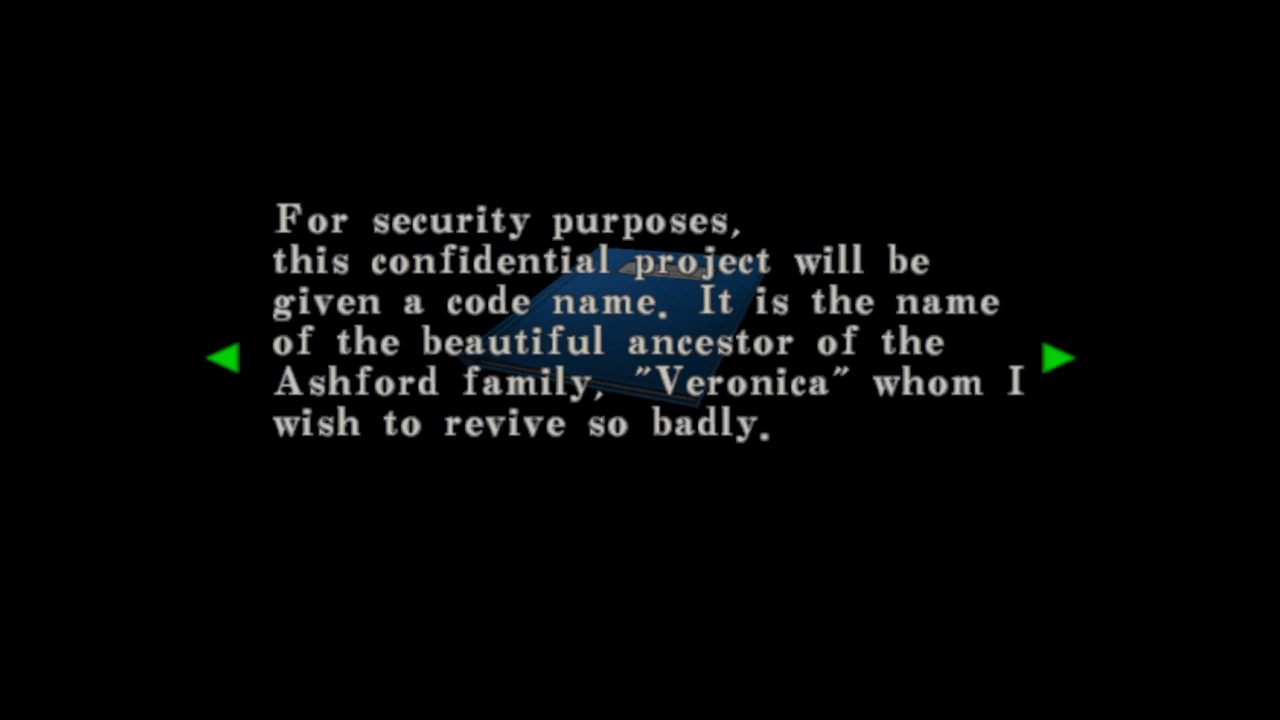 For security purposes,
this confidential project will be
given a code name. It is the name
of the beautiful ancestor of the
Ashford family, "Veronica" whom I
wish to revive so badly.